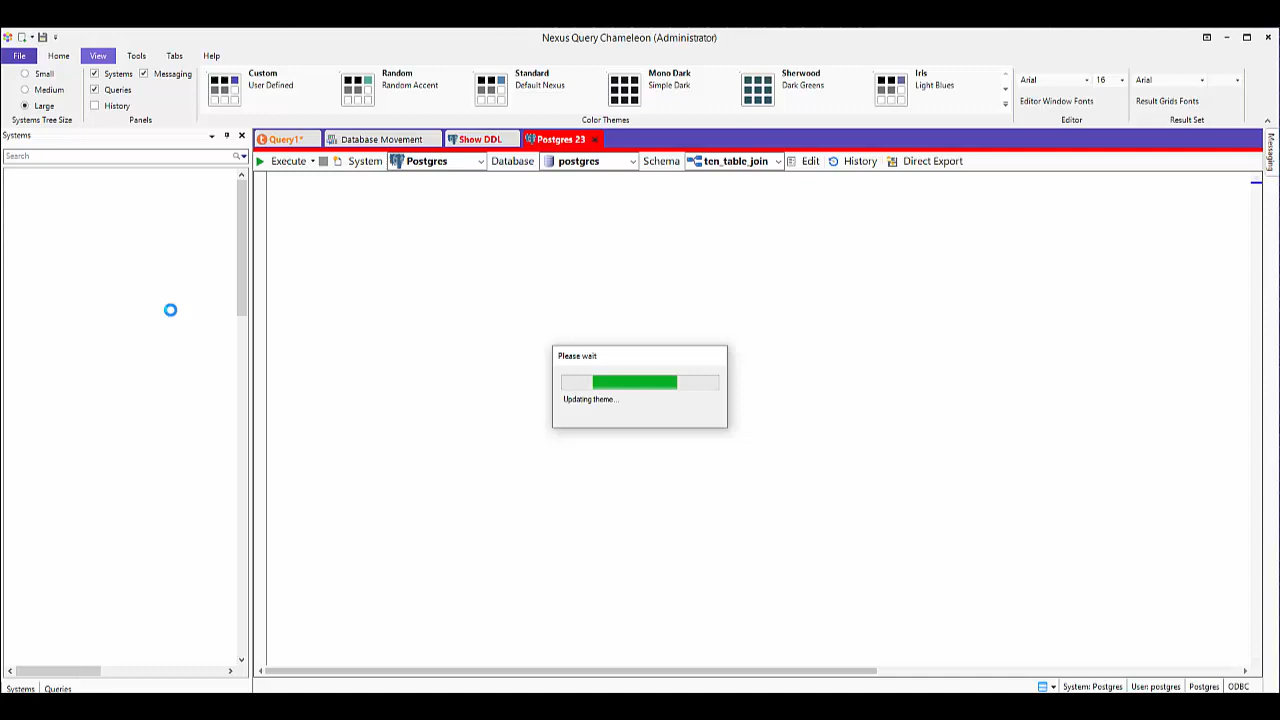 Nexus Query Chameleon (Administrator)
File Home View Tools Tabs Help
Small Systems Messaging
Medium Queries
Large History
Systems Tree Size Panels
Custom
User Defined
Random
Random Accent
Standard
Default Nexus
Mono Dark
Simple Dark
Sherwood
Dark Greens
Iris
Light Blues
Color Themes
Arial 16
Editor Window Fonts
Editor
Arial
Result Grids Fonts
Result Set
Systems
Search
Query1* Database Movement Show DDL Postgres 23
Execute System Postgres Database postgres Schema ten_table_join Edit History Direct Export
Messaging
Please wait
Updating theme...
Systems Queries
System: Postgres User: postgres Postgres ODBC